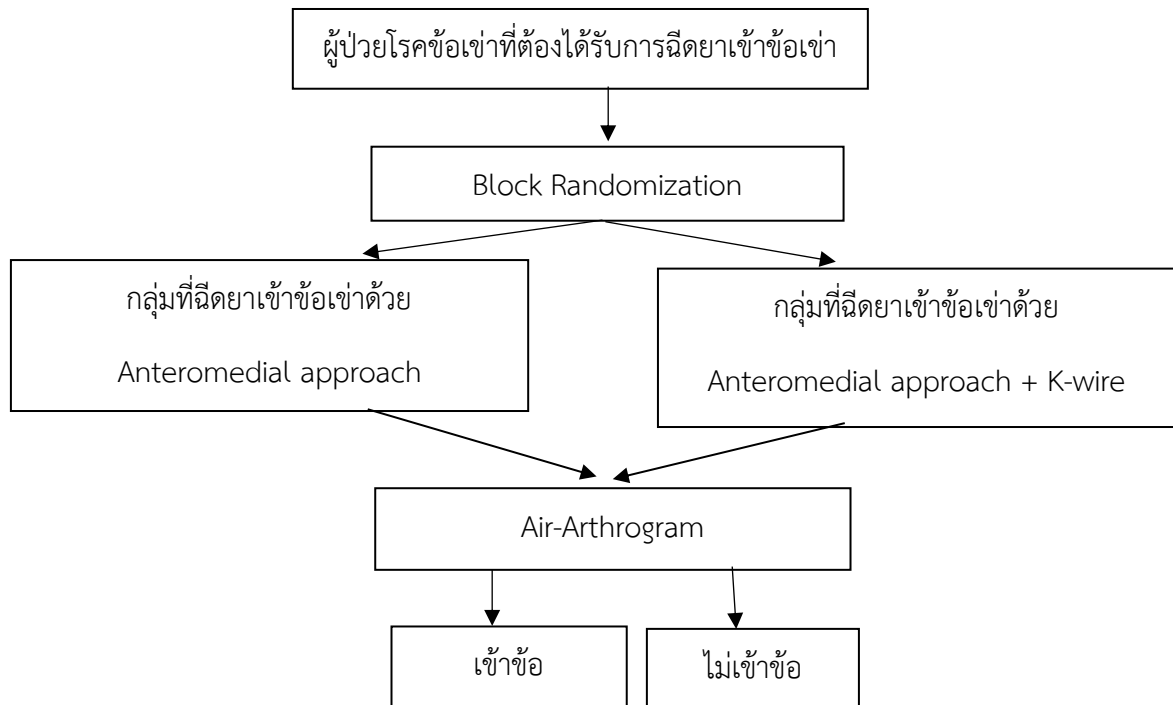 ผู้ป่วยโรคข้อเข่าที่ต้องได้รับการฉีดยาเข้าข้อเข่า
Block Randomization
กลุ่มที่ฉีดยาเข้าข้อเข่าด้วย
Anteromedial approach
กลุ่มที่ฉีดยาเข้าข้อเข่าด้วย
Anteromedial approach + K-wire
Air-Arthrogram
เข้าข้อ
ไม่เข้าข้อ